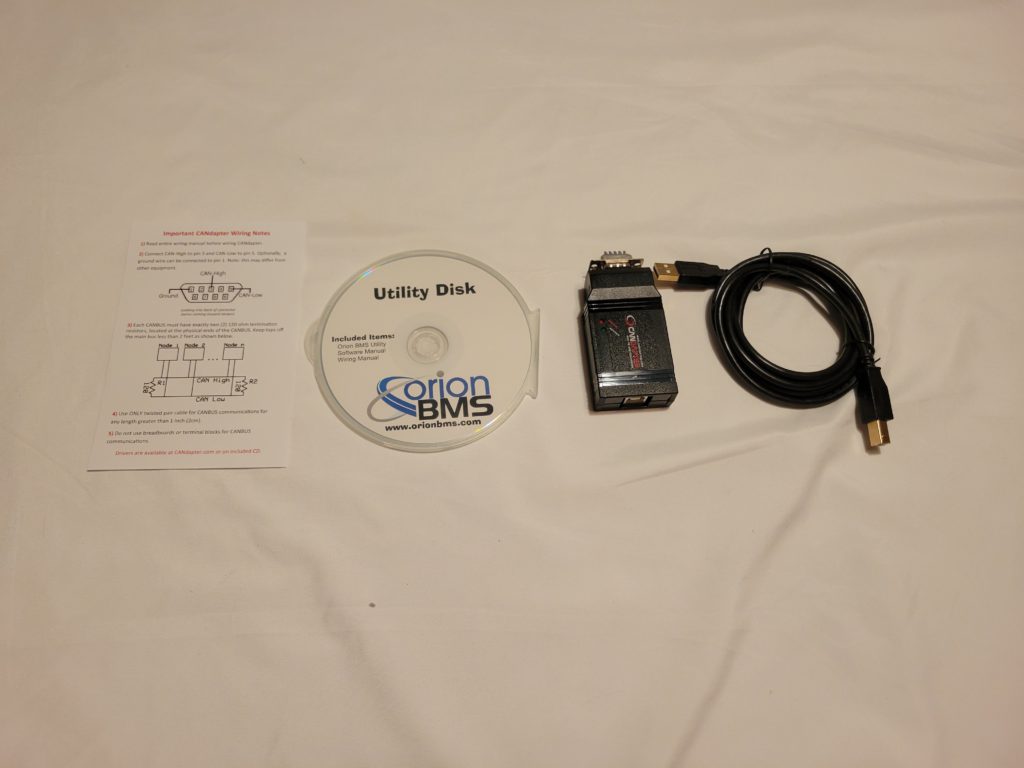 Important CANdapter Wiring Notes
1) Read entire wiring manual before wiring CANdapter.
2) Connect CAN-High to pin 3 and CAN-Low to pin 5. Optionally, a
ground wire can be connected to pin 1. Note: this may differ from
other equipment.
CAN-High
Ground
CAN-Low
3) Each CANBUS must have exactly two (2) 120 ohm termination
resistors, located at the physical ends of the CANBUS. Keep taps off
the main bus less than 2 feet as shown below.
Node 1 Node 2 ... Node n
R1
CAN High
R2
CAN Low
4) Use ONLY twisted pair cable for CANBUS communications for
any length greater than 1 inch (2cm).
5) Do not use breadboards or terminal blocks for CANBUS
communications.
Drivers are available at CANdapter.com or on included CD.
Utility Disk
Included Items:
Orion BMS Utility
Software Manual
Wiring Manual
orion
BMS
www.orionbms.com